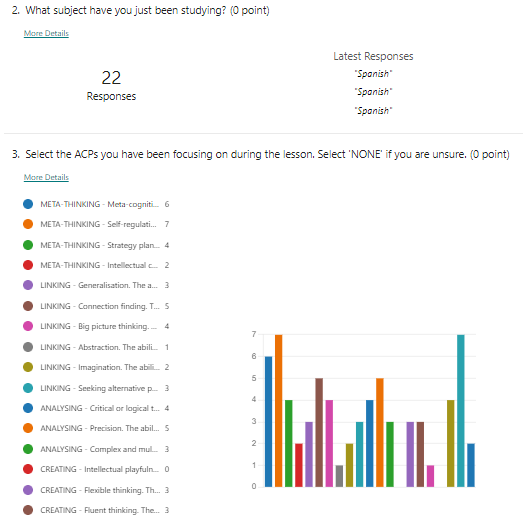 2. What subject have you just been studying? (0 point)
More Details
22
Responses
Latest Responses
"Spanish"
"Spanish"
"Spanish"
3. Select the ACPs you have been focusing on during the lesson. Select 'NONE' if you are unsure. (0 point)
More Details
META-THINKING - Meta-cogniti... 6
META-THINKING - Self-regulati... 7
META-THINKING - Strategy plan... 4
META-THINKING - Intellectual c... 2
LINKING - Generalisation. The a... 3
LINKING - Connection finding. T... 5
LINKING - Big picture thinking. ... 4
LINKING - Abstraction. The abili... 1
LINKING - Imagination. The abili... 2
LINKING - Seeking alternative p... 3
ANALYSING - Critical or logical t... 4
ANALYSING - Precision. The abil... 5
ANALYSING - Complex and mul... 3
CREATING - Intellectual playfuln... 0
CREATING - Flexible thinking. Th... 3
CREATING - Fluent thinking. The... 3
7
6
5
4
3
2
1
0